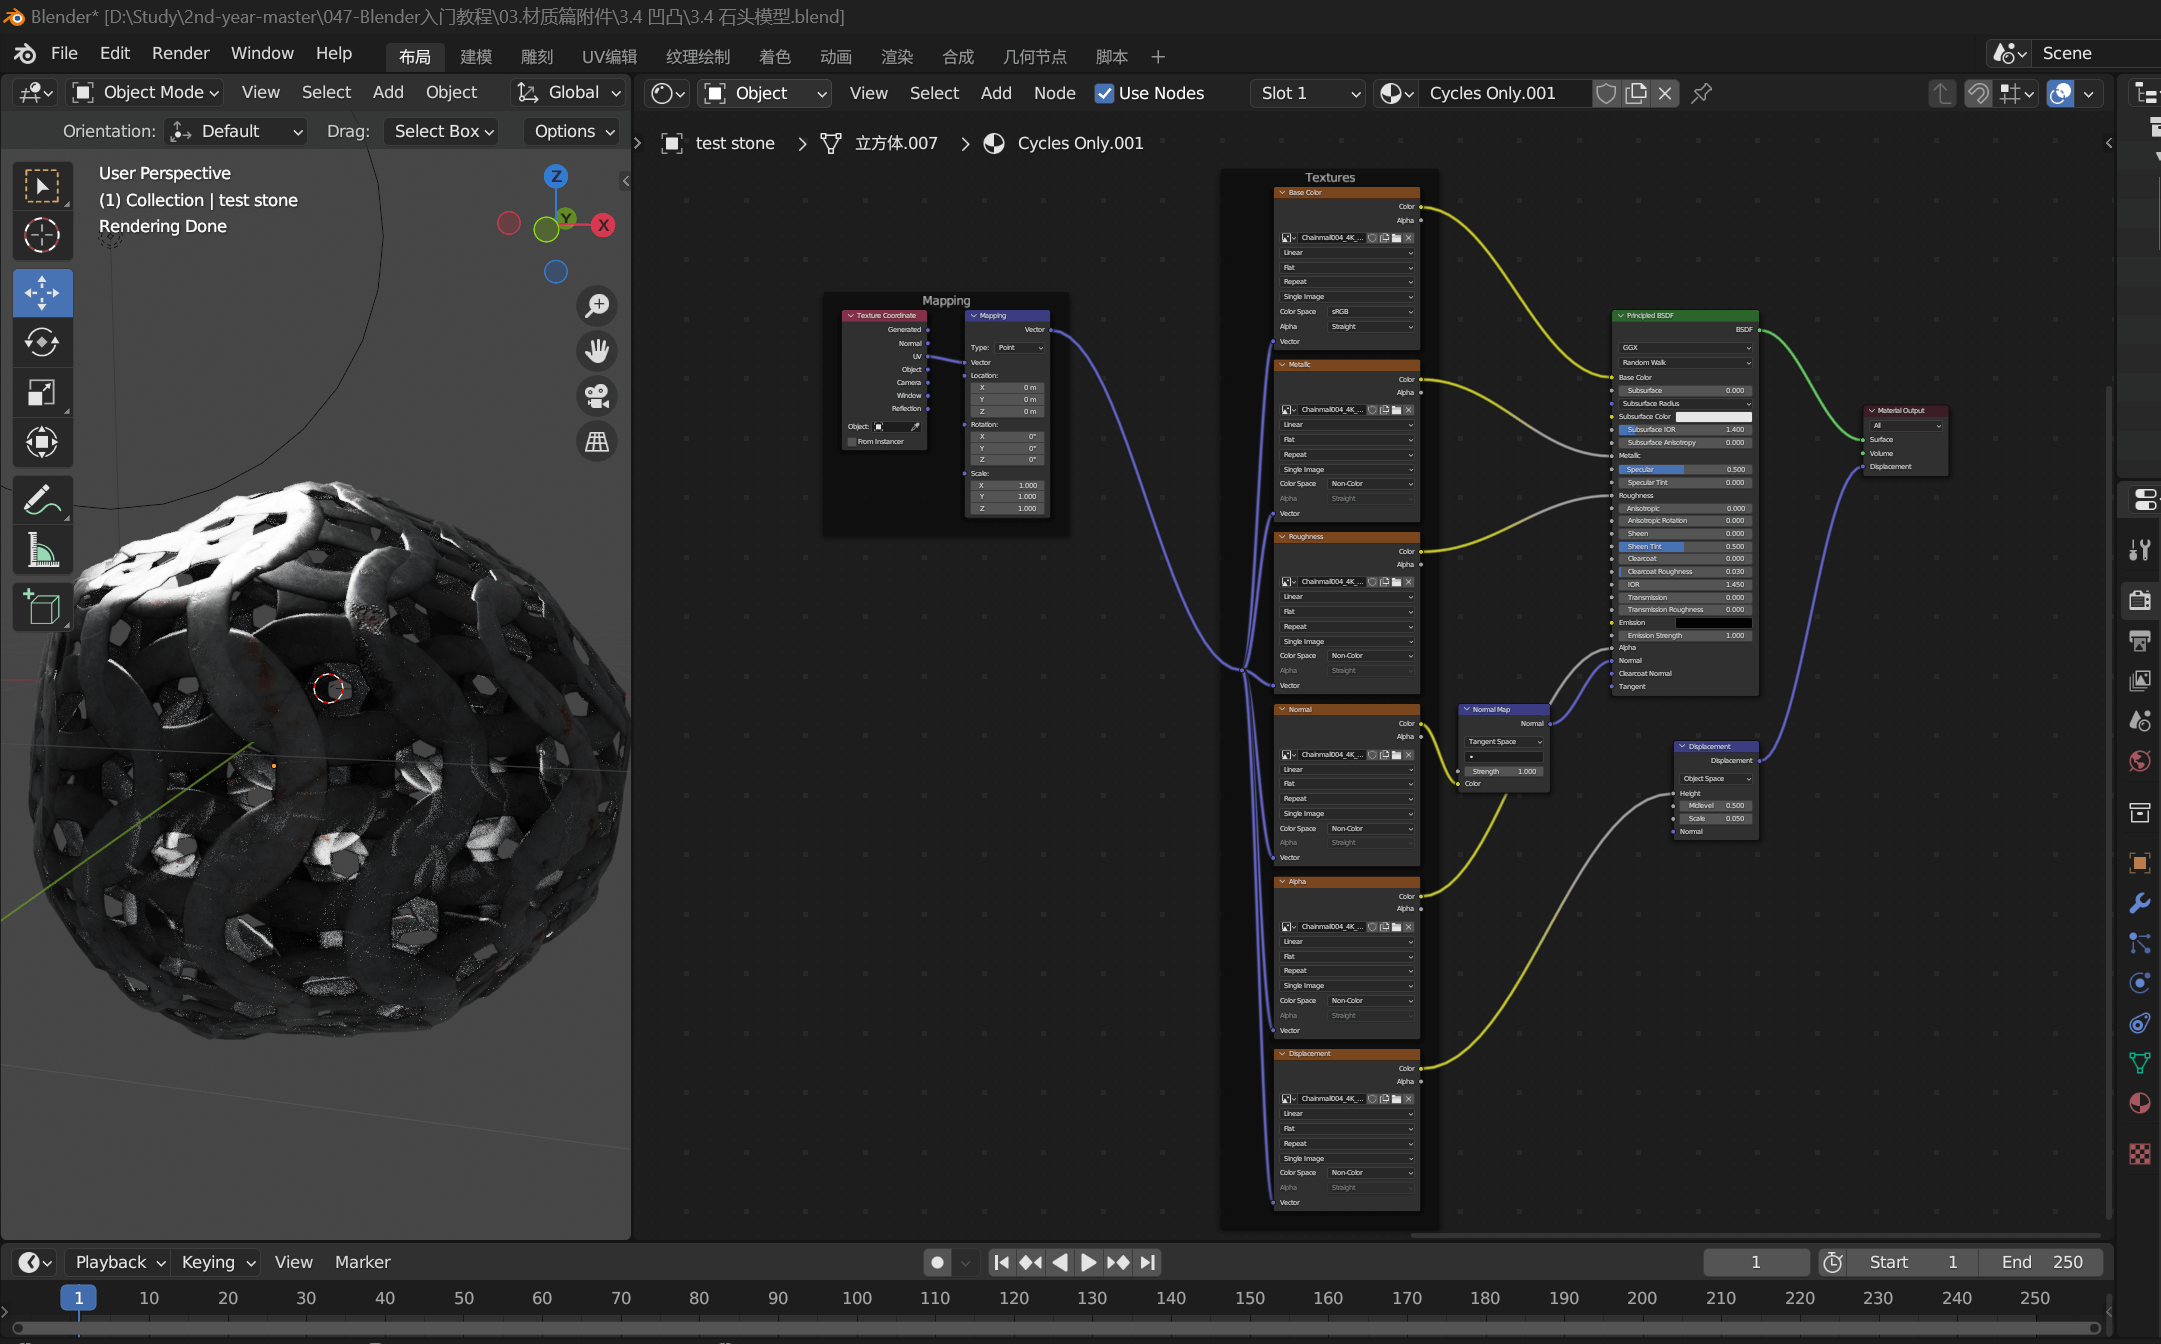 Blender* [D:\Study\2nd-year-master\047-Blender入门教程\03.材质篇附件\3.4 凹凸\3.4 石头模型.blend]
File Edit Render Window Help 布局 建模 雕刻 UV编辑 纹理绘制 着色 动画 渲染 合成 几何节点 脚本 + Scene
Object Mode View Select Add Object Global
Object View Select Add Node Use Nodes Slot 1 Cycles Only.001
Orientation: Default Drag: Select Box Options
test stone > 立方体.007 > Cycles Only.001
User Perspective
(1) Collection | test stone
Rendering Done
Z
Y
X
Mapping
Texture Coordinate
Generated
Normal
UV
Object
Camera
Window
Reflection
Object:
From Instancer
Mapping
Vector
Type: Point
Vector
Location:
X 0 m
Y 0 m
Z 0 m
Rotation:
X 0°
Y 0°
Z 0°
Scale:
X 1.000
Y 1.000
Z 1.000
Textures
Base Color
Color
Alpha
Chainmail004_4K_...
Linear
Flat
Repeat
Single Image
Color Space sRGB
Alpha Straight
Vector
Metallic
Color
Alpha
Chainmail004_4K_...
Linear
Flat
Repeat
Single Image
Color Space Non-Color
Alpha Straight
Vector
Roughness
Color
Alpha
Chainmail004_4K_...
Linear
Flat
Repeat
Single Image
Color Space Non-Color
Alpha Straight
Vector
Normal
Color
Alpha
Chainmail004_4K_...
Linear
Flat
Repeat
Single Image
Color Space Non-Color
Alpha Straight
Vector
Alpha
Color
Alpha
Chainmail004_4K_...
Linear
Flat
Repeat
Single Image
Color Space Non-Color
Alpha Straight
Vector
Displacement
Color
Alpha
Chainmail004_4K_...
Linear
Flat
Repeat
Single Image
Color Space Non-Color
Alpha Straight
Vector
Normal Map
Normal
Tangent Space
Strength 1.000
Color
Principled BSDF
BSDF
GGX
Random Walk
Base Color
Subsurface 0.000
Subsurface Radius
Subsurface Color
Subsurface IOR 1.400
Subsurface Anisotropy 0.000
Metallic
Specular 0.500
Specular Tint 0.000
Roughness
Anisotropic 0.000
Anisotropic Rotation 0.000
Sheen 0.000
Sheen Tint 0.500
Clearcoat 0.000
Clearcoat Roughness 0.030
IOR 1.450
Transmission 0.000
Transmission Roughness 0.000
Emission
Emission Strength 1.000
Alpha
Normal
Clearcoat Normal
Tangent
Displacement
Displacement
Object Space
Height
Midlevel 0.500
Scale 0.050
Normal
Material Output
All
Surface
Volume
Displacement
Playback Keying View Marker 1 Start 1 End 250
1 10 20 30 40 50 60 70 80 90 100 110 120 130 140 150 160 170 180 190 200 210 220 230 240 250